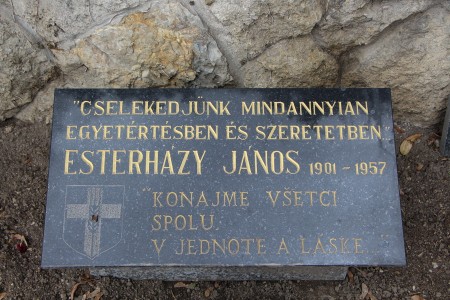 "CSELEKEDJÜNK MINDANNYIAN
EGYETÉRTÉSBEN ÉS SZERETETBEN."
ESTERHÁZY JÁNOS 1901-1957
"KONAJME VŠETCI
SPOLU
V JEDNOTE A LÁSKE